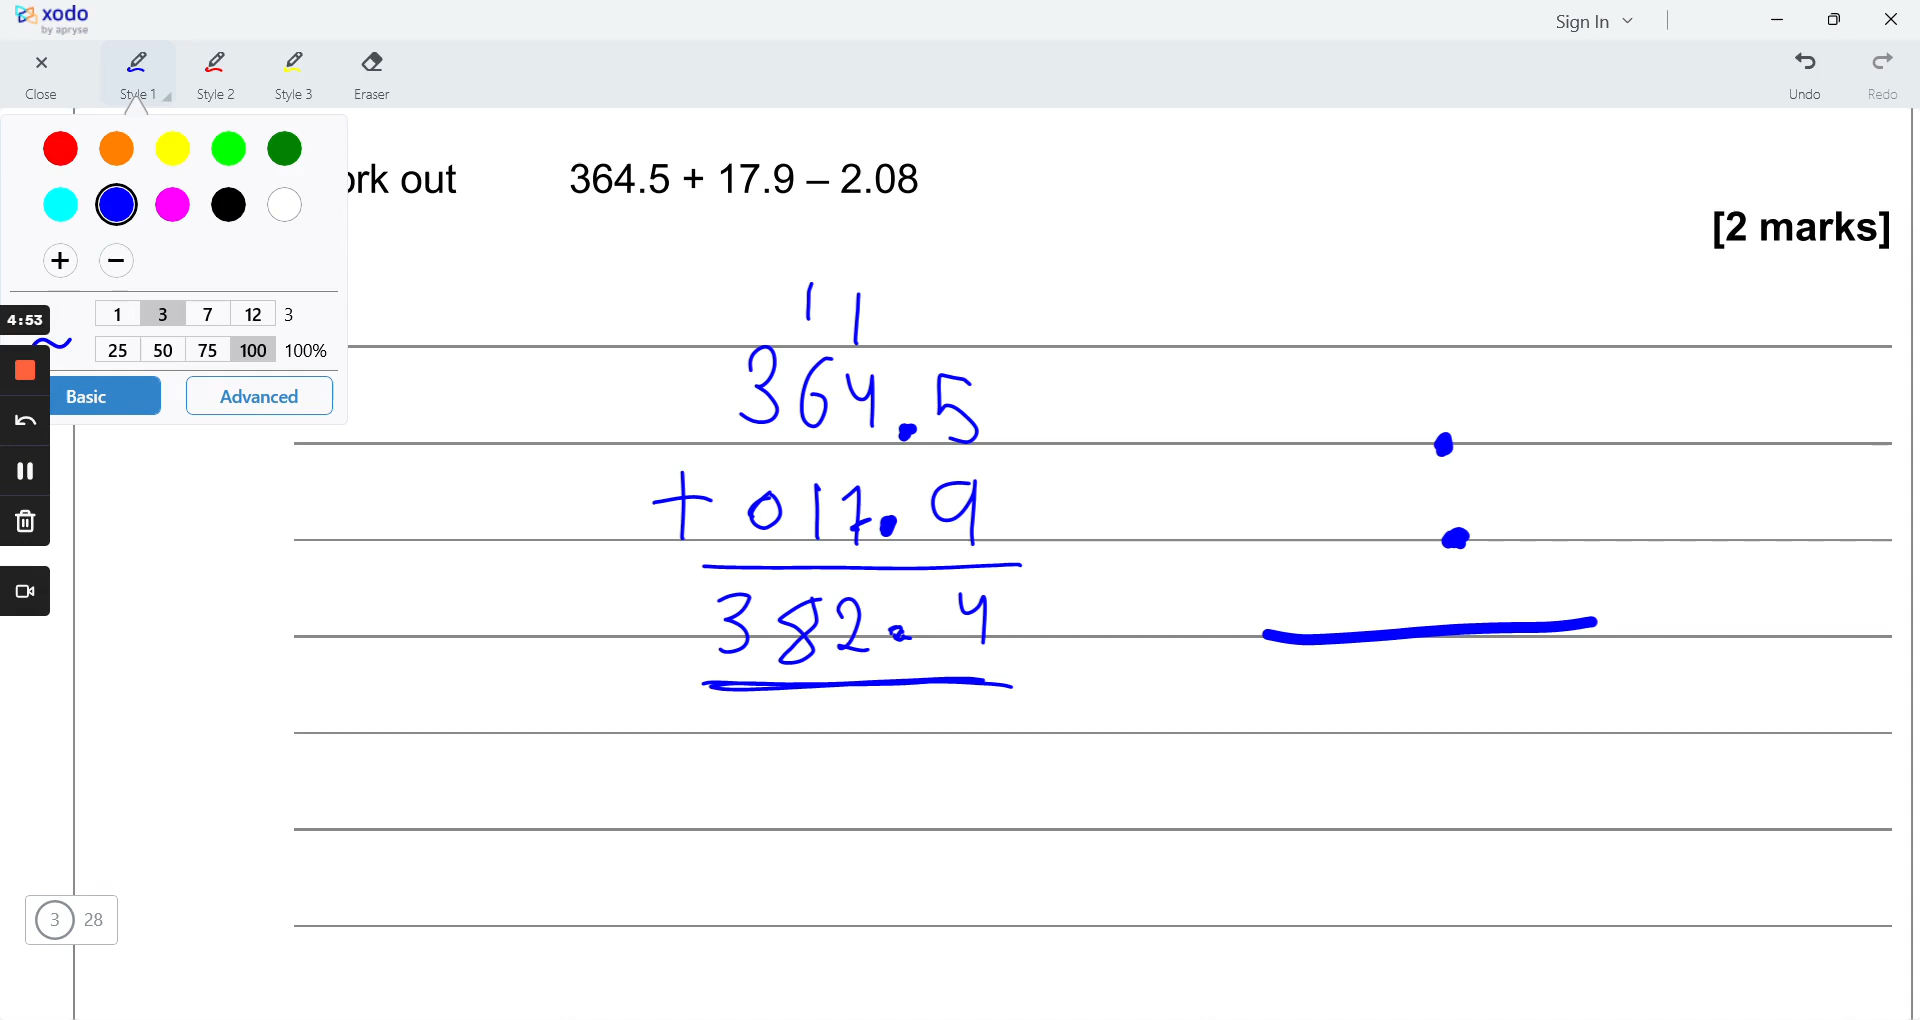 xodo
by apryse
Sign In
Close
Style 1
Style 2
Style 3
Eraser
Undo
Redo
ork out 364.5 + 17.9 – 2.08
[2 marks]
1 3 7 12 3
4:53
25 50 75 100 100%
Basic Advanced
1 1
364.5
+ 017.9
382.4
3 28